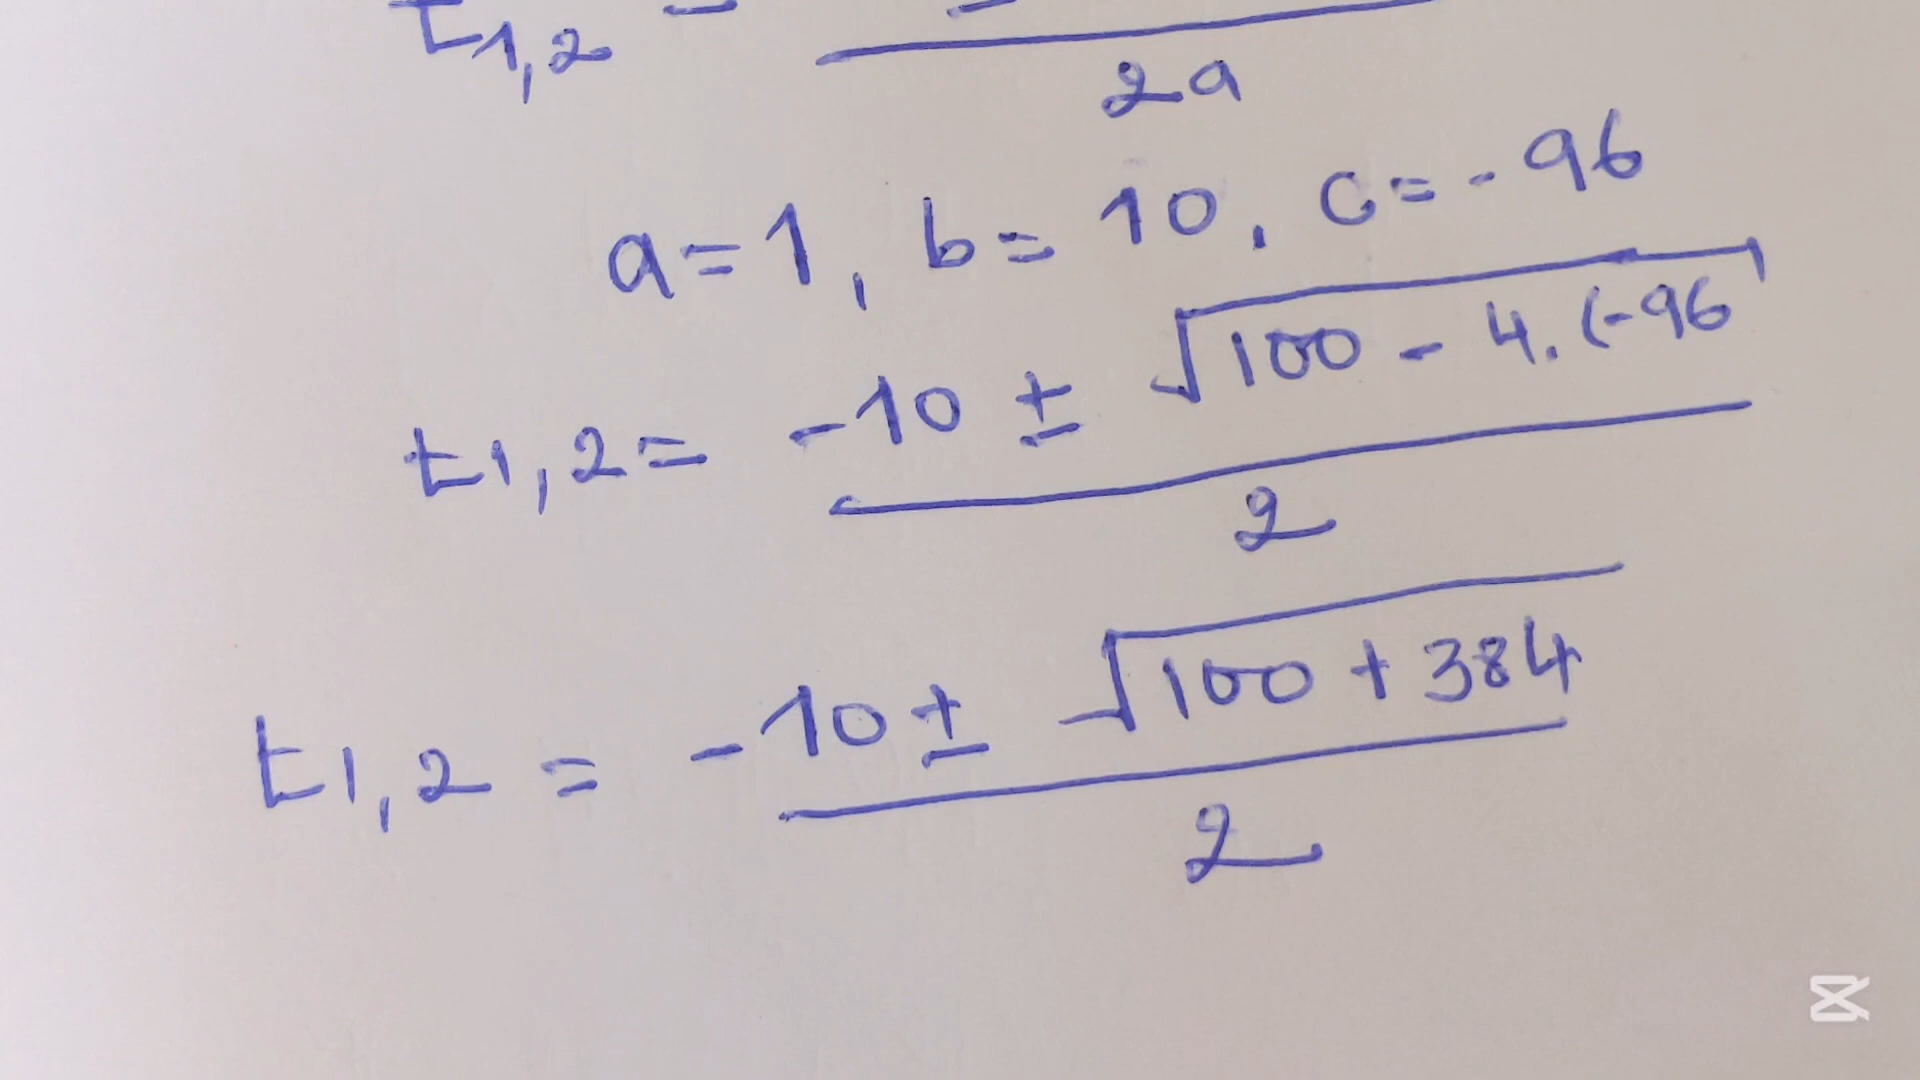 t1,2 =
2a
a=1, b=10, c=-96
t1,2= -10 ± √100 - 4.(-96
2
t1,2 = -10 ± √100 + 384
2